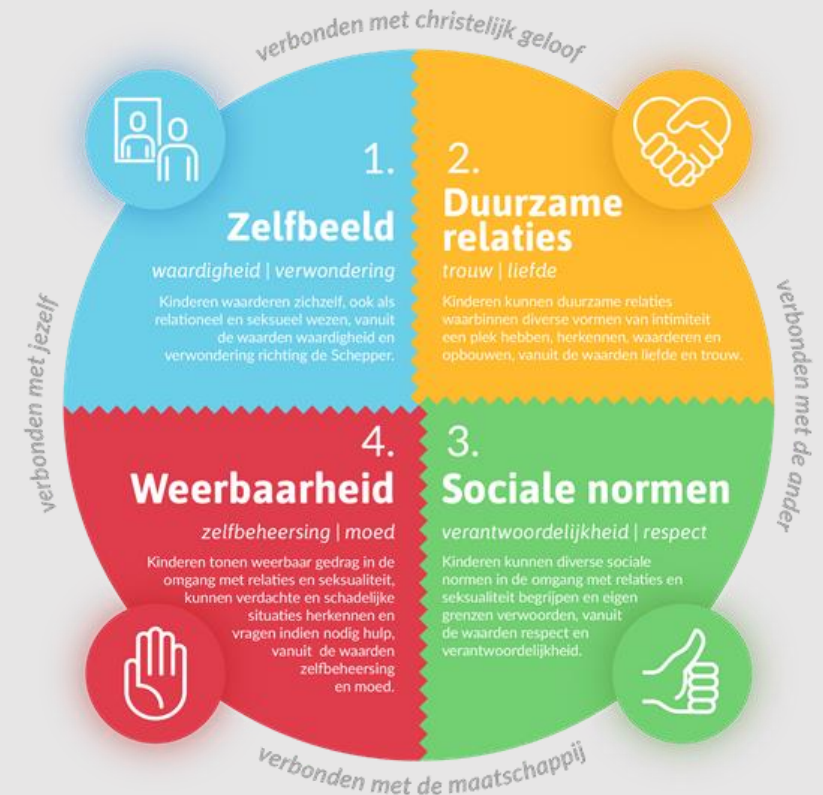 verbonden met christelijk geloof
1.
Zelfbeeld
waardigheid | verwondering
Kinderen waarderen zichzelf, ook als
relationeel en seksueel wezen, vanuit
de waarden waardigheid en
verwondering richting de Schepper.
2.
Duurzame
relaties
trouw | liefde
Kinderen kunnen duurzame relaties
waarbinnen diverse vormen van intimiteit
een plek hebben, herkennen, waarderen en
opbouwen, vanuit de waarden liefde en trouw.
verbonden met jezelf
verbonden met de ander
4.
Weerbaarheid
zelfbeheersing | moed
Kinderen tonen weerbaar gedrag in de
omgang met relaties en seksualiteit,
kunnen verdachte en schadelijke
situaties herkennen en
vragen indien nodig hulp,
vanuit de waarden
zelfbeheersing
en moed.
3.
Sociale normen
verantwoordelijkheid | respect
Kinderen kunnen diverse sociale
normen in de omgang met relaties en
seksualiteit begrijpen en eigen
grenzen verwoorden, vanuit
de waarden respect en
verantwoordelijkheid.
verbonden met de maatschappij